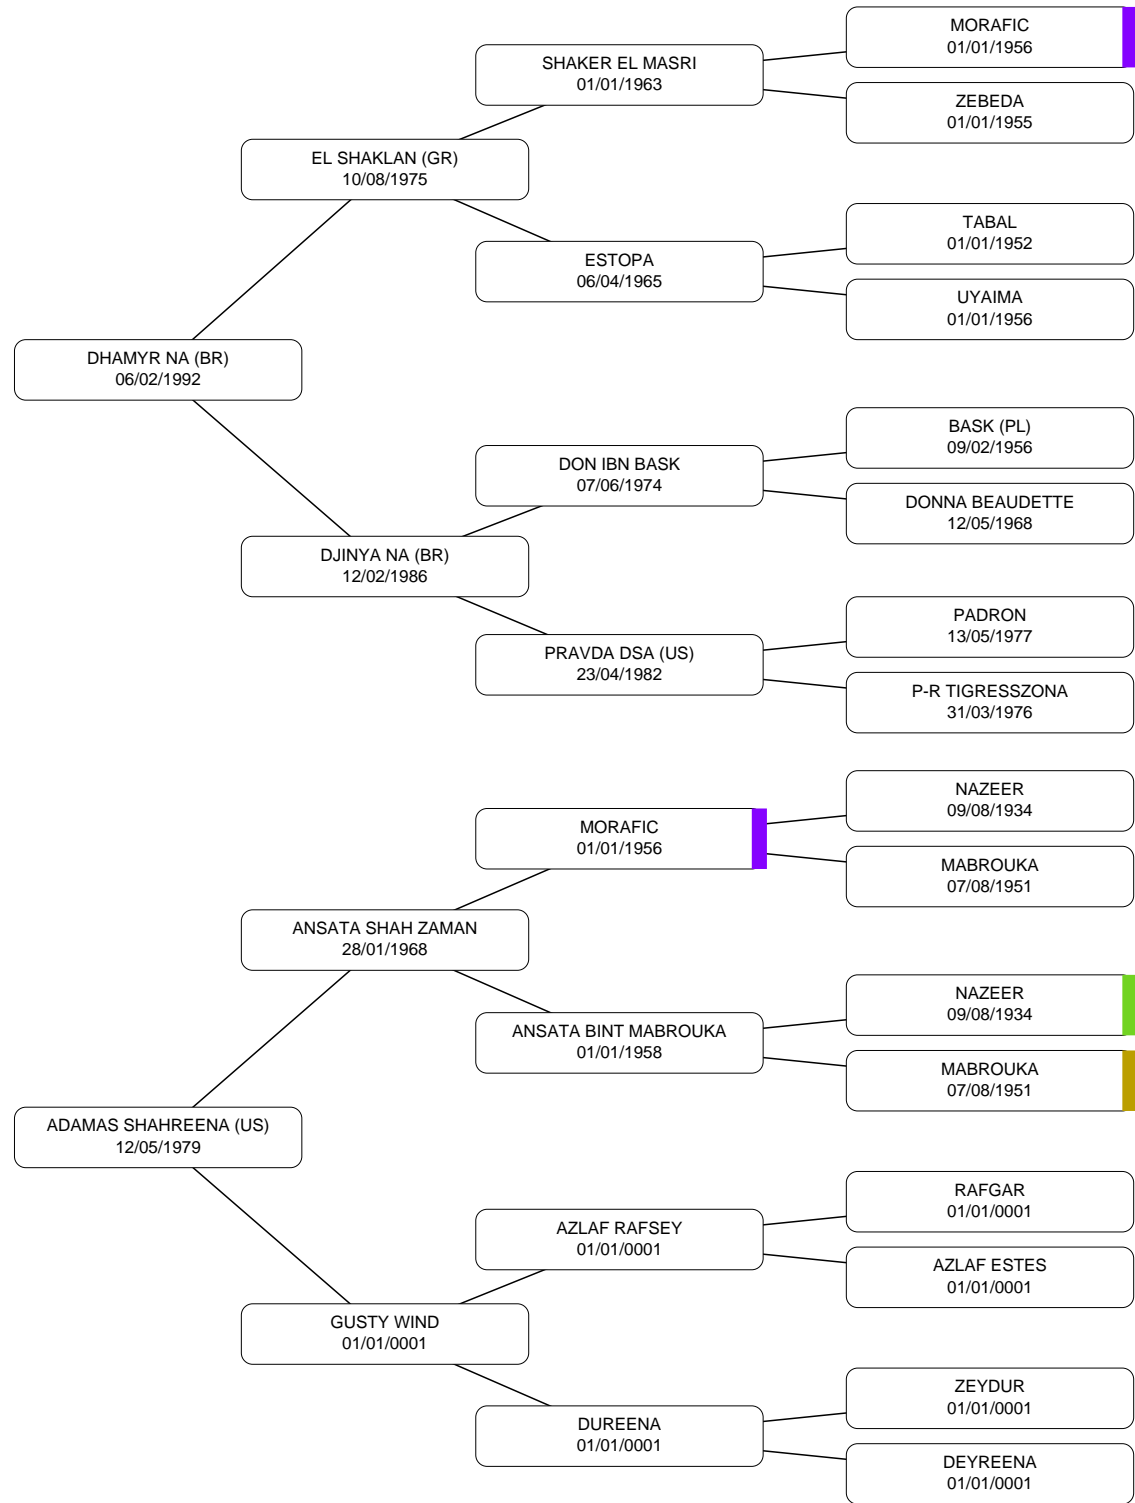 MORAFIC
01/01/1956
SHAKER EL MASRI
01/01/1963
ZEBEDA
01/01/1955
EL SHAKLAN (GR)
10/08/1975
TABAL
01/01/1952
ESTOPA
06/04/1965
UYAIMA
01/01/1956
DHAMYR NA (BR)
06/02/1992
BASK (PL)
09/02/1956
DON IBN BASK
07/06/1974
DONNA BEAUDETTE
12/05/1968
DJINYA NA (BR)
12/02/1986
PADRON
13/05/1977
PRAVDA DSA (US)
23/04/1982
P-R TIGRESSZONA
31/03/1976
NAZEER
09/08/1934
MORAFIC
01/01/1956
MABROUKA
07/08/1951
ANSATA SHAH ZAMAN
28/01/1968
NAZEER
09/08/1934
ANSATA BINT MABROUKA
01/01/1958
MABROUKA
07/08/1951
ADAMAS SHAHREENA (US)
12/05/1979
RAFGAR
01/01/0001
AZLAF RAFSEY
01/01/0001
AZLAF ESTES
01/01/0001
GUSTY WIND
01/01/0001
ZEYDUR
01/01/0001
DUREENA
01/01/0001
DEYREENA
01/01/0001